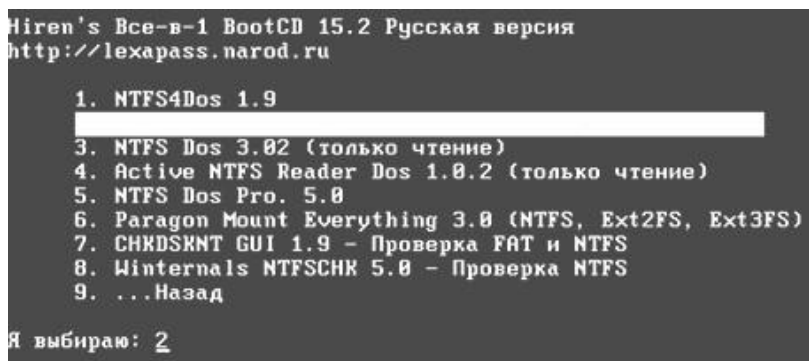 Hiren's Все-в-1 BootCD 15.2 Русская версия
http://lexapass.narod.ru
1. NTFS4Dos 1.9
3. NTFS Dos 3.02 (только чтение)
4. Active NTFS Reader Dos 1.0.2 (только чтение)
5. NTFS Dos Pro. 5.0
6. Paragon Mount Everything 3.0 (NTFS, Ext2FS, Ext3FS)
7. CHKDSKNT GUI 1.9 - Проверка FAT и NTFS
8. Winternals NTFSCHK 5.0 - Проверка NTFS
9. ...Назад
Я выбираю: 2